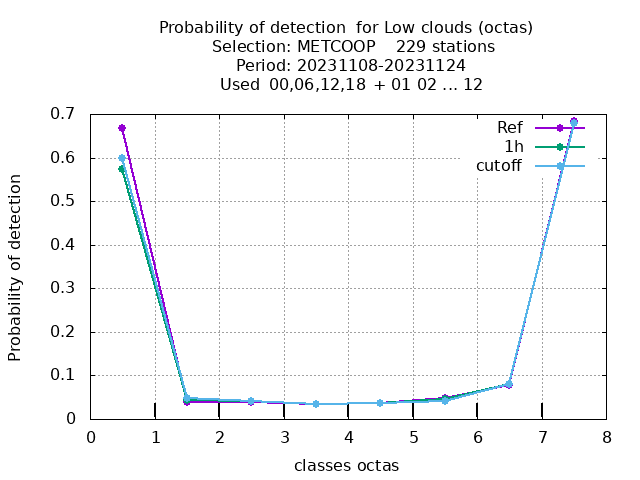 Probability of detection  for Low clouds (octas)
Selection: METCOOP    229 stations
Period: 20231108-20231124
Used  00,06,12,18  + 01 02 ... 12
Ref
1h
cutoff
Probability of detection
0.7
0.6
0.5
0.4
0.3
0.2
0.1
0
0 1 2 3 4 5 6 7 8
classes octas